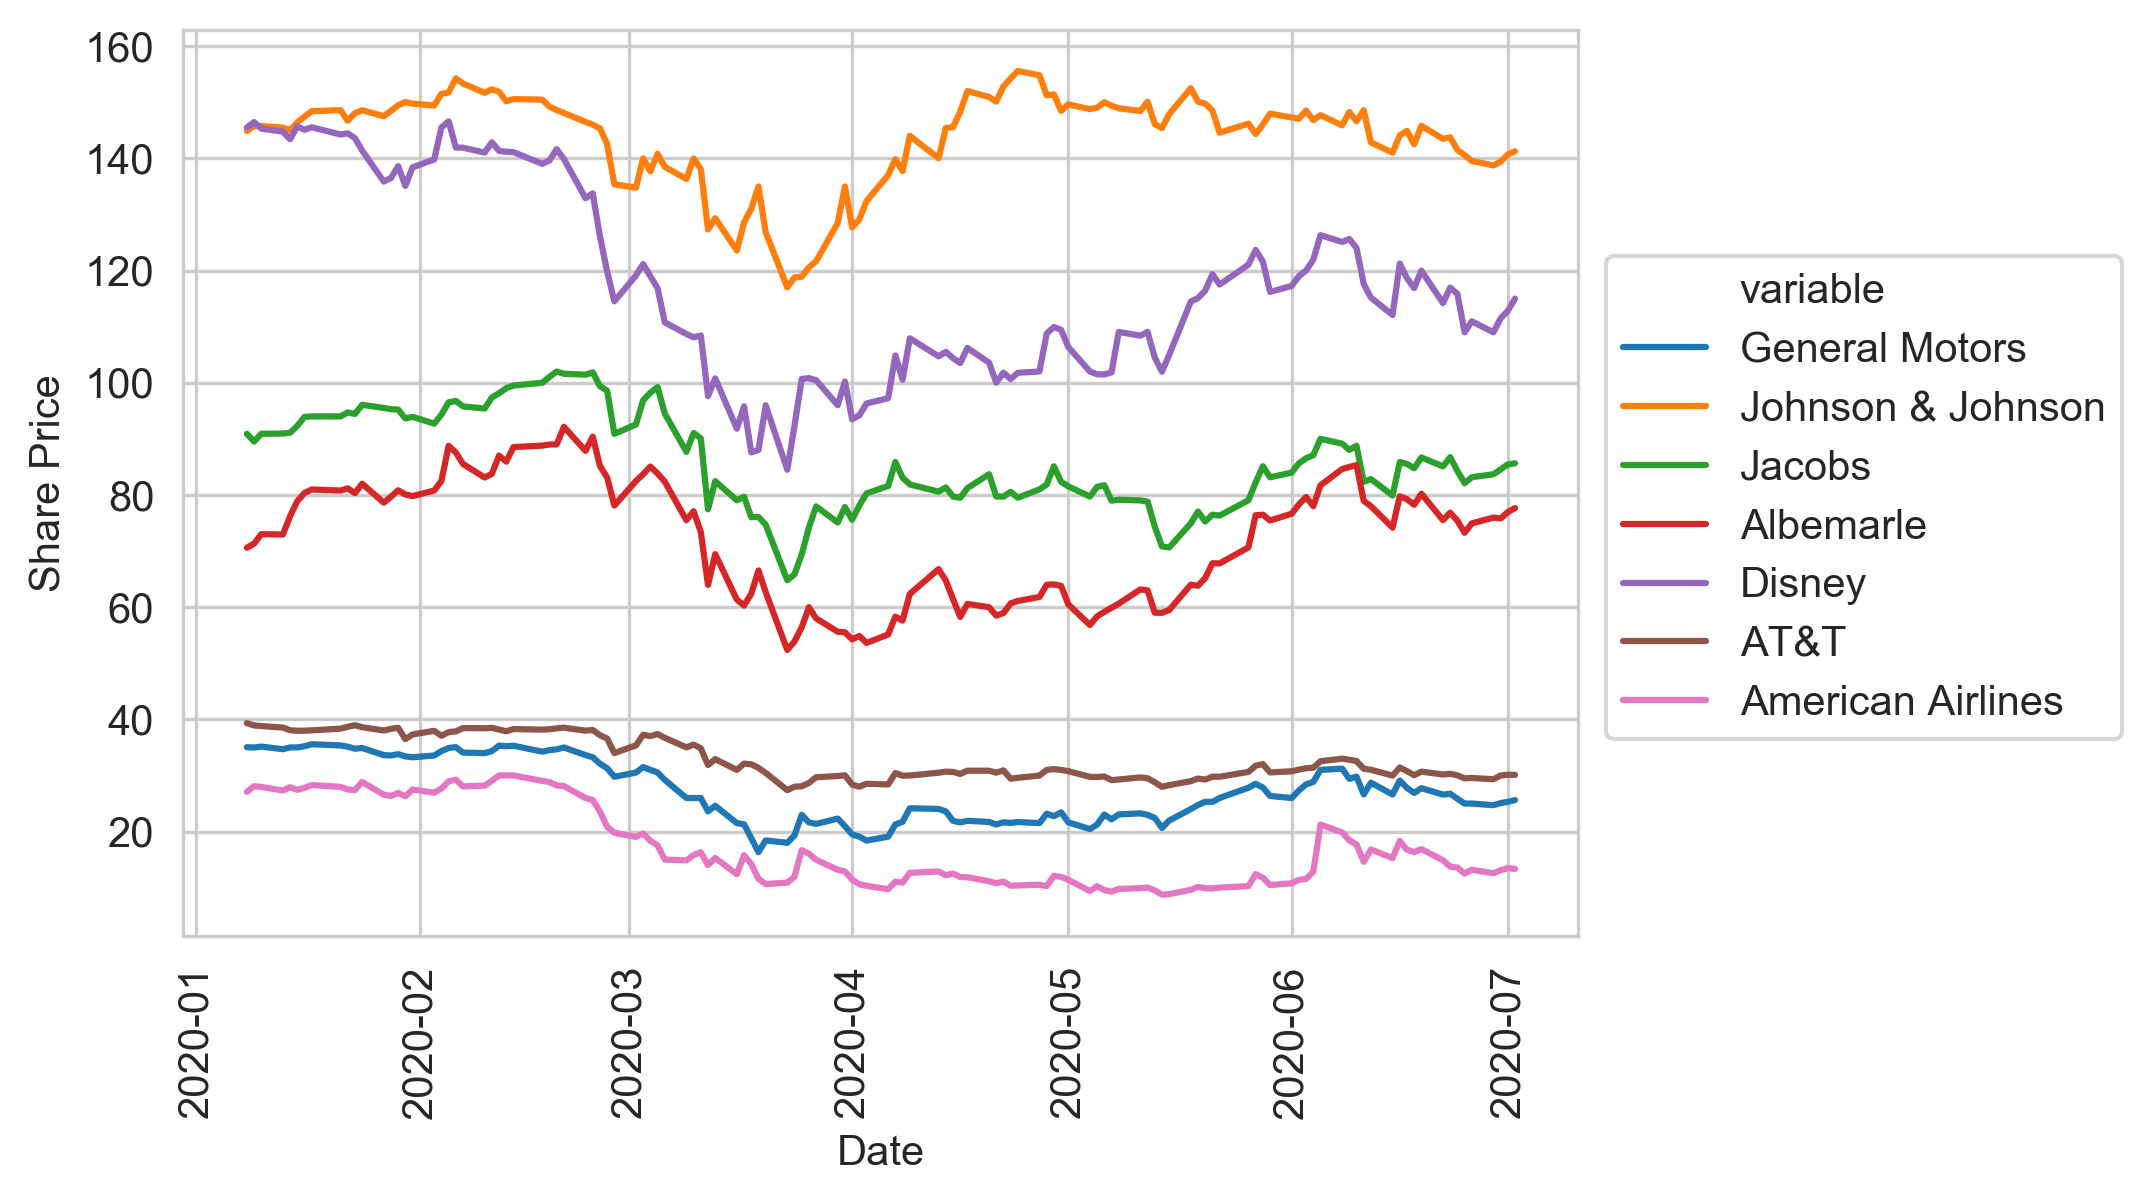 160
140
120
100
80
60
40
20
Share Price
2020-01
2020-02
2020-03
2020-04
2020-05
2020-06
2020-07
Date
variable
General Motors
Johnson & Johnson
Jacobs
Albemarle
Disney
AT&T
American Airlines